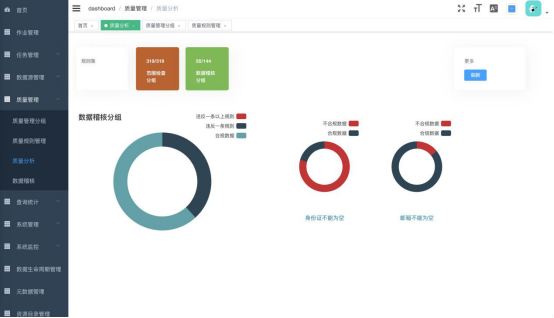 首页
作业管理
任务管理
数据源管理
质量管理
质量管理分组
质量规则管理
质量分析
数据稽核
查询统计
系统管理
系统监控
数据生命周期管理
元数据管理
资源目录管理
dashboard / 质量管理 / 质量分析
首页 × 质量分析 × 质量管理分组 × 质量规则管理 ×
319/319
范围检查
分组
55/144
数据稽核
分组
更多
刷新
数据稽核分组
违反一条以上规则
违反一条规则
合规数据
不合规数据
合规数据
身份证不能为空
不合规数据
合规数据
邮箱不能为空